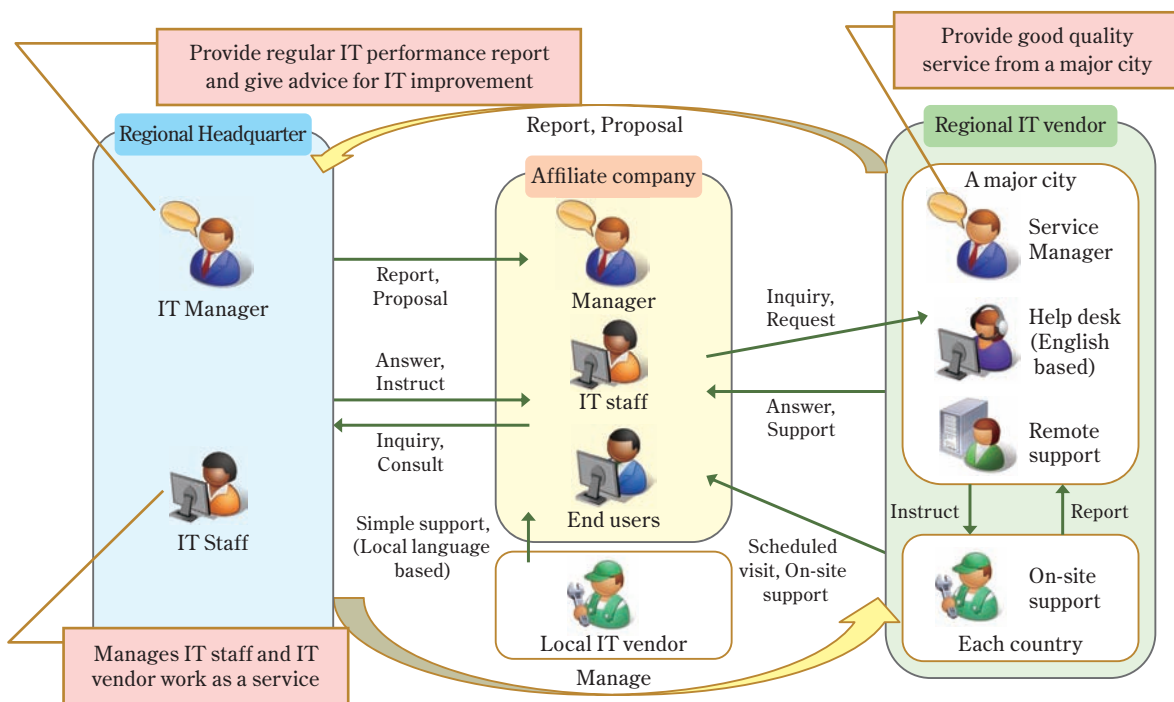 Provide regular IT performance report
and give advice for IT improvement
Provide good quality
service from a major city
Regional Headquarter
Report, Proposal
Regional IT vendor
Affiliate company
A major city
IT Manager
Report,
Proposal
Manager
Inquiry,
Request
Service
Manager
Help desk
(English
based)
Answer,
Instruct
IT staff
Answer,
Support
Inquiry,
Consult
Remote
support
IT Staff
End users
Simple support,
(Local language
based)
Instruct
Report
Scheduled
visit, On-site
support
On-site
support
Local IT vendor
Each country
Manages IT staff and IT
vendor work as a service
Manage